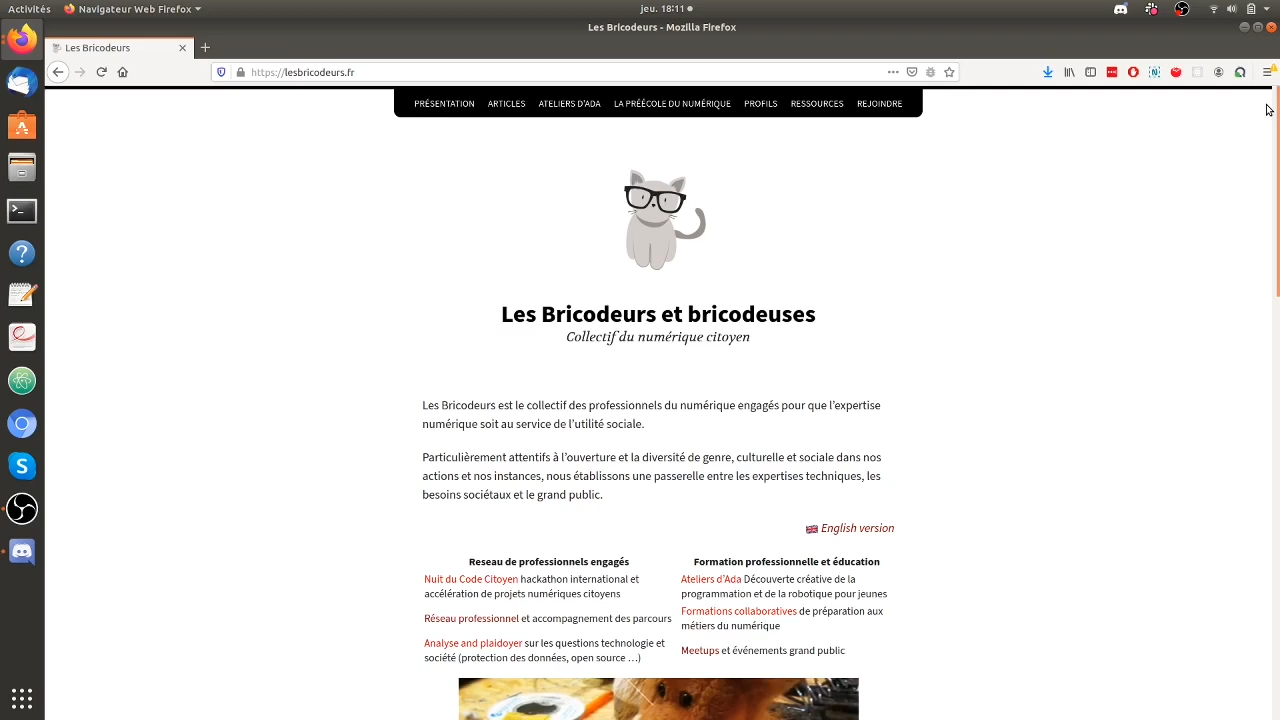 Activités
Navigateur Web Firefox
jeu. 18:11
Les Bricodeurs - Mozilla Firefox
Les Bricodeurs
https://lesbricodeurs.fr
PRÉSENTATION ARTICLES ATELIERS D'ADA LA PRÉÉCOLE DU NUMÉRIQUE PROFILS RESSOURCES REJOINDRE
Les Bricodeurs et bricodeuses
Collectif du numérique citoyen
Les Bricodeurs est le collectif des professionnels du numérique engagés pour que l'expertise
numérique soit au service de l'utilité sociale.
Particulièrement attentifs à l'ouverture et la diversité de genre, culturelle et sociale dans nos
actions et nos instances, nous établissons une passerelle entre les expertises techniques, les
besoins sociétaux et le grand public.
English version
Reseau de professionnels engagés
Nuit du Code Citoyen hackathon international et
accélération de projets numériques citoyens
Réseau professionnel et accompagnement des parcours
Analyse and plaidoyer sur les questions technologie et
société (protection des données, open source …)
Formation professionnelle et éducation
Ateliers d'Ada Découverte créative de la
programmation et de la robotique pour jeunes
Formations collaboratives de préparation aux
métiers du numérique
Meetups et événements grand public